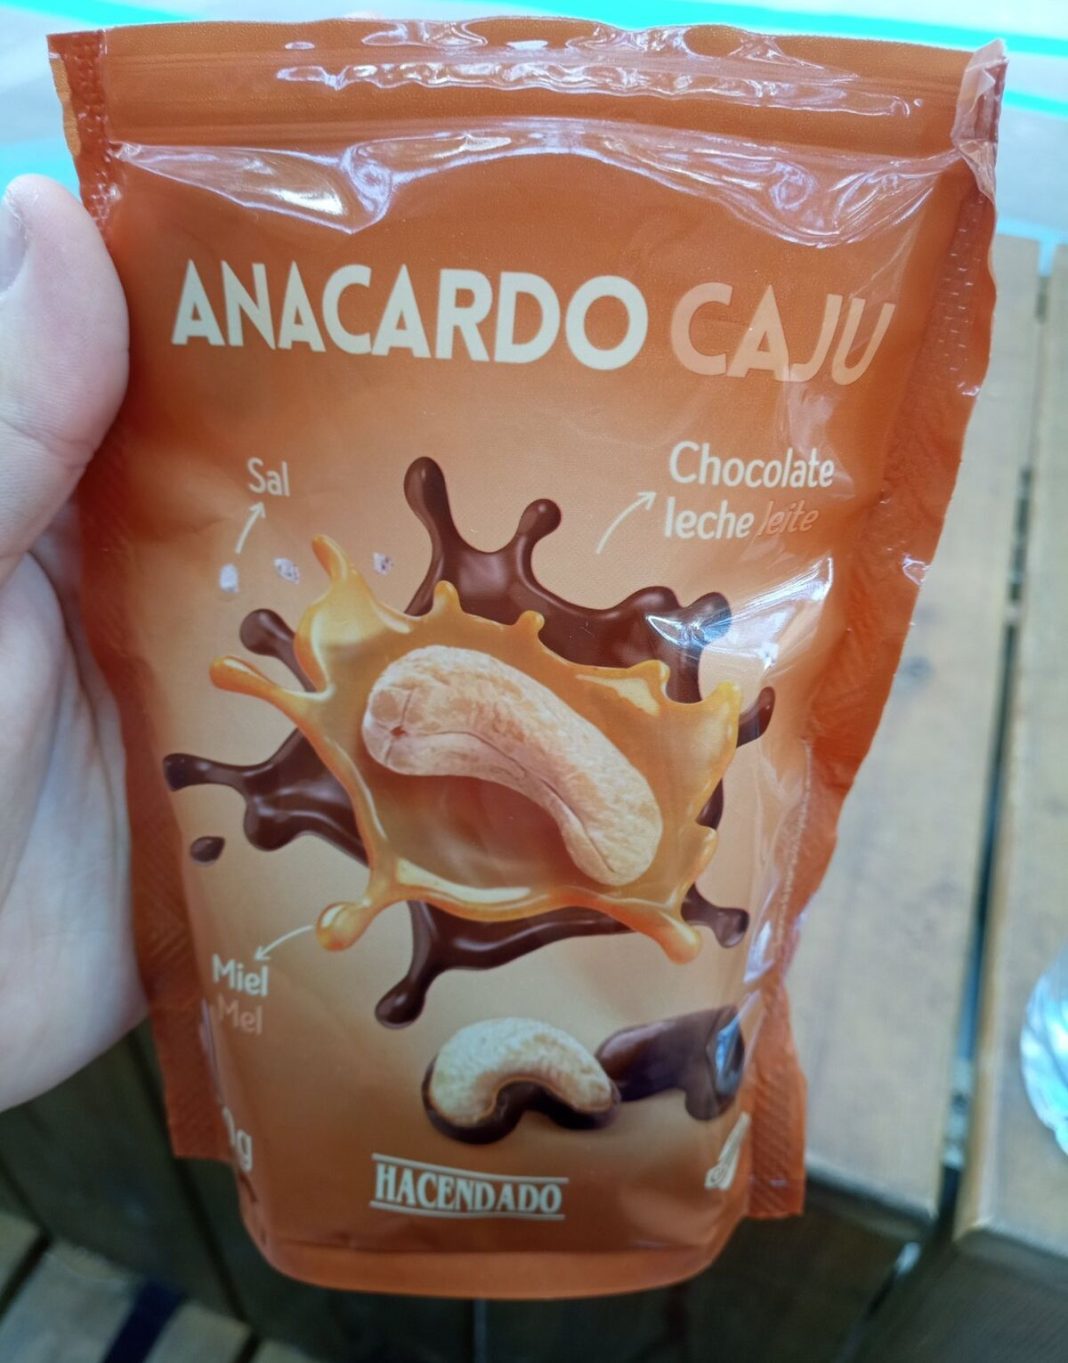 ANACARDO CAJU
Sal
Chocolate
leche leite
Miel
Mel
HACENDADO